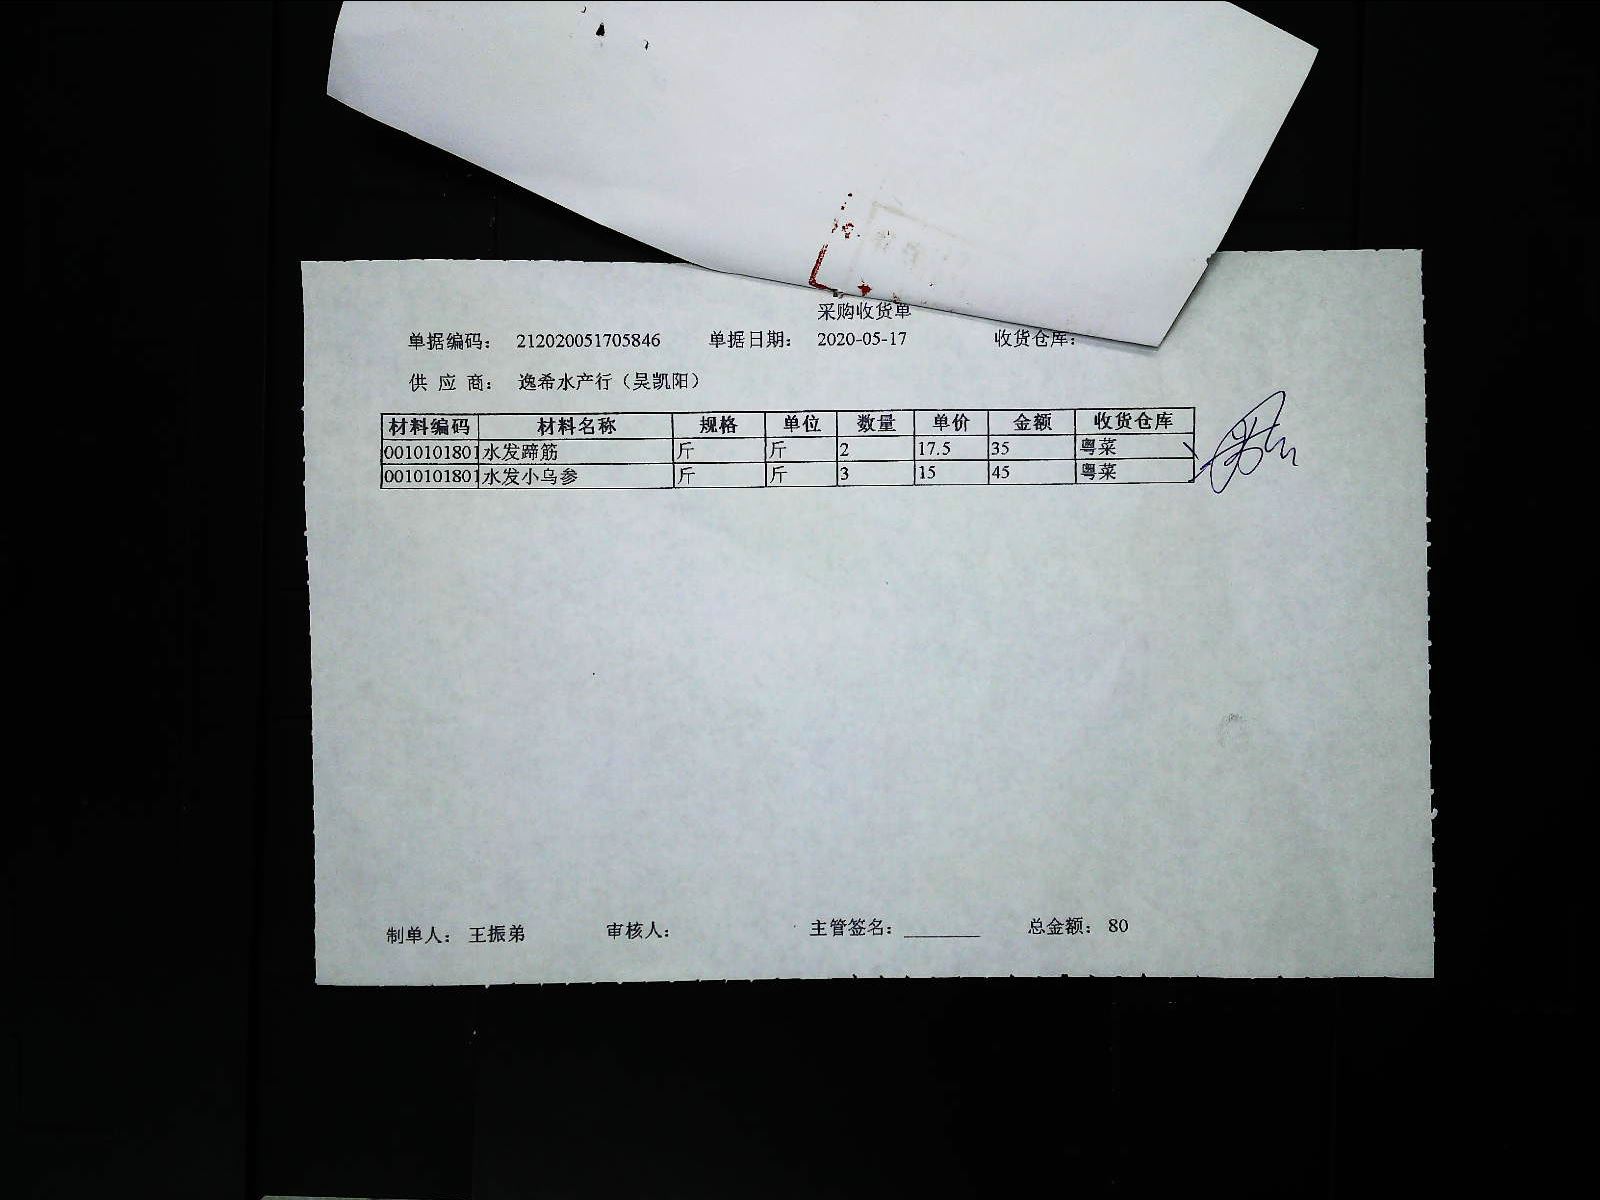 采购收货单
单据编码: 212020051705846 单据日期: 2020-05-17 收货仓库:
供 应 商: 逸希水产行（吴凯阳）
材料编码 材料名称 规格 单位 数量 单价 金额 收货仓库
0010101801 水发蹄筋 斤 斤 2 17.5 35 粤菜
0010101801 水发小乌参 斤 斤 3 15 45 粤菜
制单人: 王振弟 审核人: 主管签名: ________ 总金额: 80